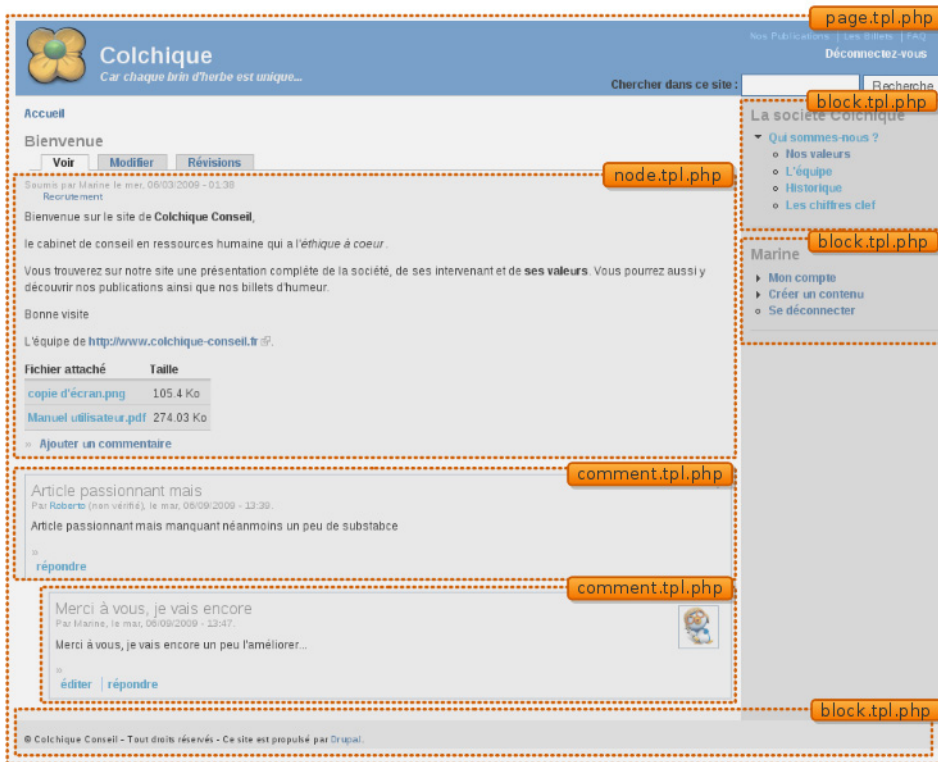 page.tpl.php
Nos Publications | Les Billets | FAQ
Déconnectez-vous
Colchique
Car chaque brin d'herbe est unique...
Chercher dans ce site :
Recherche
Accueil
Bienvenue
Voir Modifier Révisions
node.tpl.php
Soumis par Marine le mer, 06/03/2009 - 01:38
Recrutement
Bienvenue sur le site de Colchique Conseil,
le cabinet de conseil en ressources humaine qui a l'éthique à coeur .
Vous trouverez sur notre site une présentation compléte de la société, de ses intervenant et de ses valeurs. Vous pourrez aussi y
découvrir nos publications ainsi que nos billets d'humeur.
Bonne visite
L'équipe de http://www.colchique-conseil.fr.
Fichier attaché Taille
copie d'écran.png 105.4 Ko
Manuel utilisateur.pdf 274.03 Ko
» Ajouter un commentaire
comment.tpl.php
Article passionnant mais
Par Roberto (non vérifié), le mar, 06/09/2009 - 13:39.
Article passionnant mais manquant néanmoins un peu de substabce
»
répondre
comment.tpl.php
Merci à vous, je vais encore
Par Marine, le mar, 06/09/2009 - 13:47.
Merci à vous, je vais encore un peu l'améliorer...
»
éditer répondre
block.tpl.php
La société Colchique
Qui sommes-nous ?
Nos valeurs
L'équipe
Historique
Les chiffres clef
block.tpl.php
Marine
Mon compte
Créer un contenu
Se déconnecter
block.tpl.php
© Colchique Conseil - Tout droits réservés - Ce site est propulsé par Drupal.